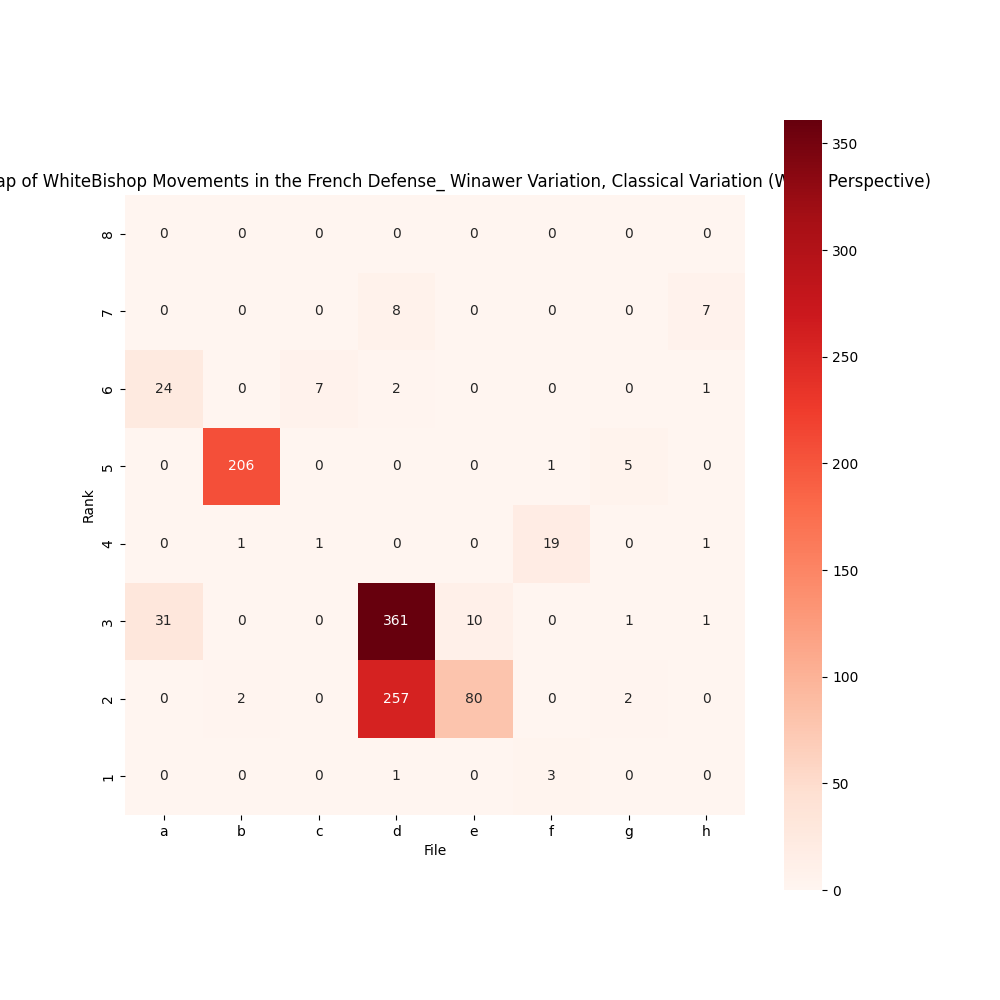 ap of WhiteBishop Movements in the French Defense_ Winawer Variation, Classical Variation (W Perspective)
8 0 0 0 0 0 0 0 0
7 0 0 0 8 0 0 0 7
6 24 0 7 2 0 0 0 1
5 0 206 0 0 0 1 5 0
4 0 1 1 0 0 19 0 1
3 31 0 0 361 10 0 1 1
2 0 2 0 257 80 0 2 0
1 0 0 0 1 0 3 0 0
a b c d e f g h
Rank
File
350
300
250
200
150
100
50
0